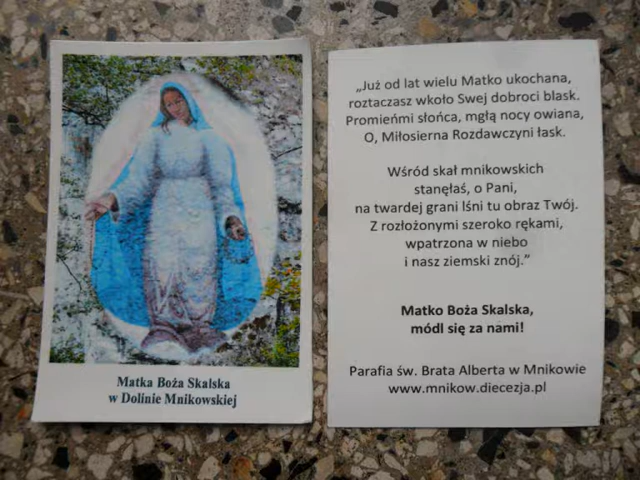 Matka Boża Skalska
w Dolinie Mnikowskiej
„Już od lat wielu Matko ukochana,
roztaczasz wkoło Swej dobroci blask.
Promieńmi słońca, mgłą nocy owiana,
O, Miłosierna Rozdawczyni łask.
Wśród skał mnikowskich
stanęłaś, o Pani,
na twardej grani lśni tu obraz Twój.
Z rozłożonymi szeroko rękami,
wpatrzona w niebo
i nasz ziemski znój.”
Matko Boża Skalska,
módl się za nami!
Parafia św. Brata Alberta w Mnikowie
www.mnikow.diecezja.pl